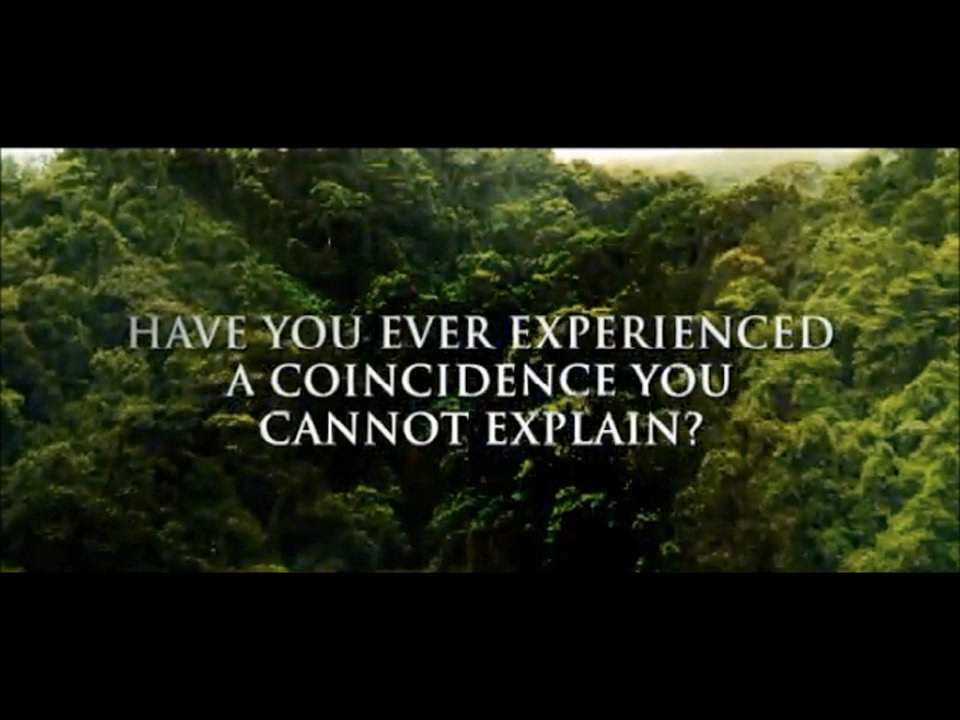 HAVE YOU EVER EXPERIENCED
A COINCIDENCE YOU
CANNOT EXPLAIN?